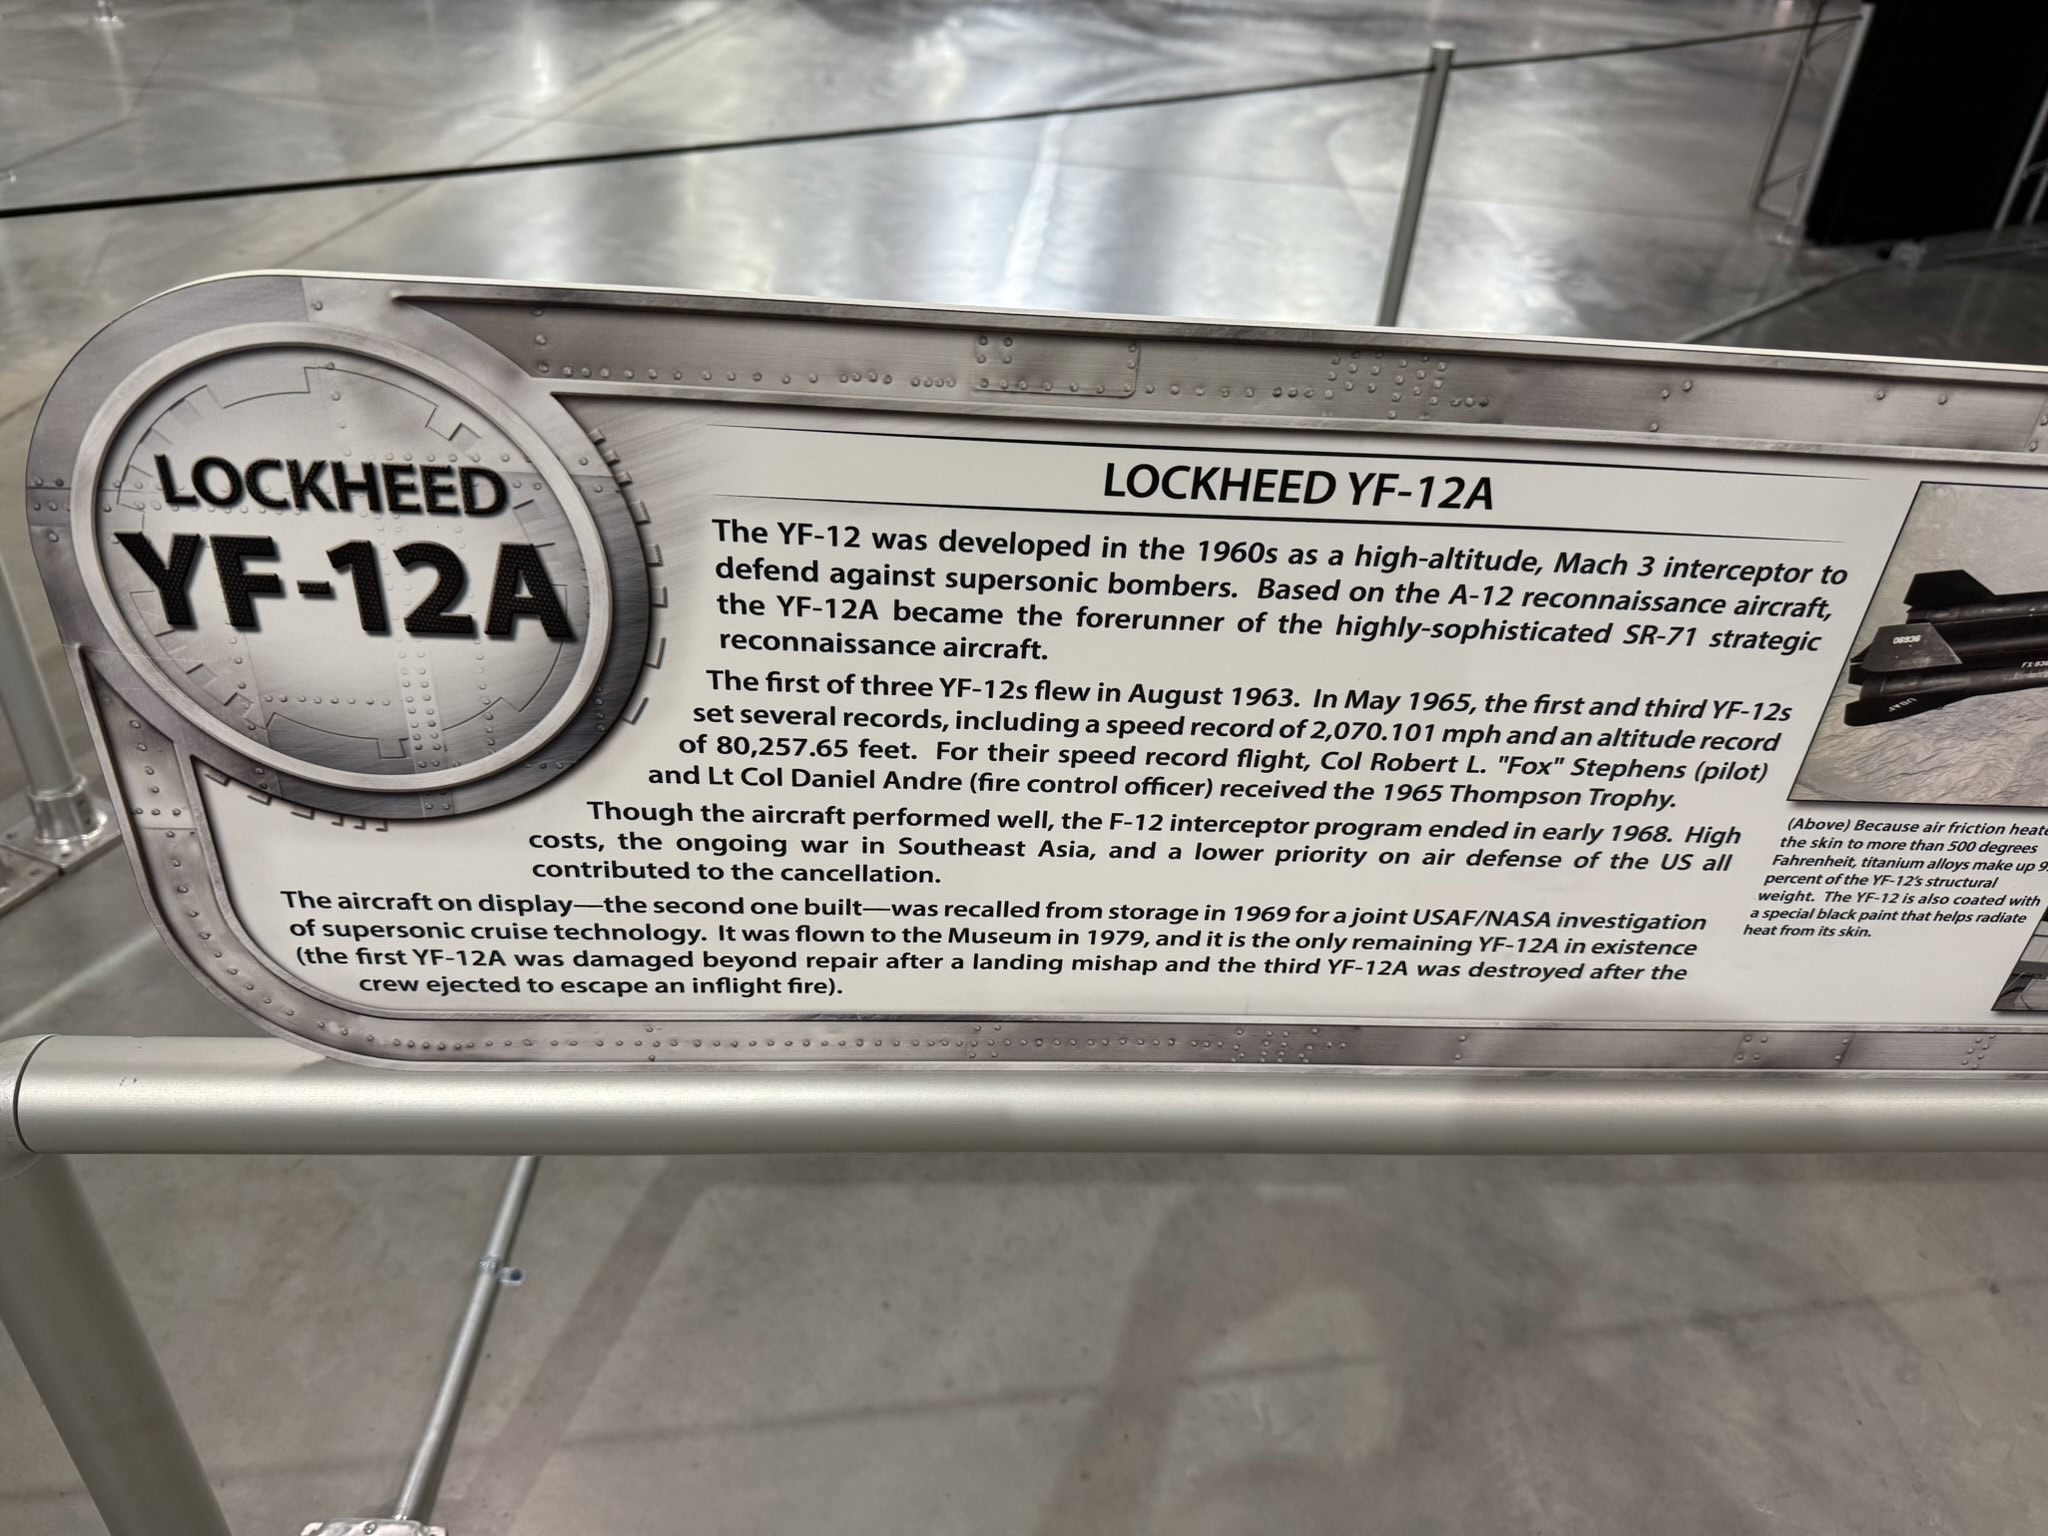 LOCKHEED
YF-12A
LOCKHEED YF-12A
The YF-12 was developed in the 1960s as a high-altitude, Mach 3 interceptor to
defend against supersonic bombers. Based on the A-12 reconnaissance aircraft,
the YF-12A became the forerunner of the highly-sophisticated SR-71 strategic
reconnaissance aircraft.
The first of three YF-12s flew in August 1963. In May 1965, the first and third YF-12s
set several records, including a speed record of 2,070.101 mph and an altitude record
of 80,257.65 feet. For their speed record flight, Col Robert L. "Fox" Stephens (pilot)
and Lt Col Daniel Andre (fire control officer) received the 1965 Thompson Trophy.
Though the aircraft performed well, the F-12 interceptor program ended in early 1968. High
costs, the ongoing war in Southeast Asia, and a lower priority on air defense of the US all
contributed to the cancellation.
The aircraft on display—the second one built—was recalled from storage in 1969 for a joint USAF/NASA investigation
of supersonic cruise technology. It was flown to the Museum in 1979, and it is the only remaining YF-12A in existence
(the first YF-12A was damaged beyond repair after a landing mishap and the third YF-12A was destroyed after the
crew ejected to escape an inflight fire).
06936
USAF
(Above) Because air friction heate
the skin to more than 500 degrees
Fahrenheit, titanium alloys make up 9
percent of the YF-12's structural
weight. The YF-12 is also coated with
a special black paint that helps radiate
heat from its skin.